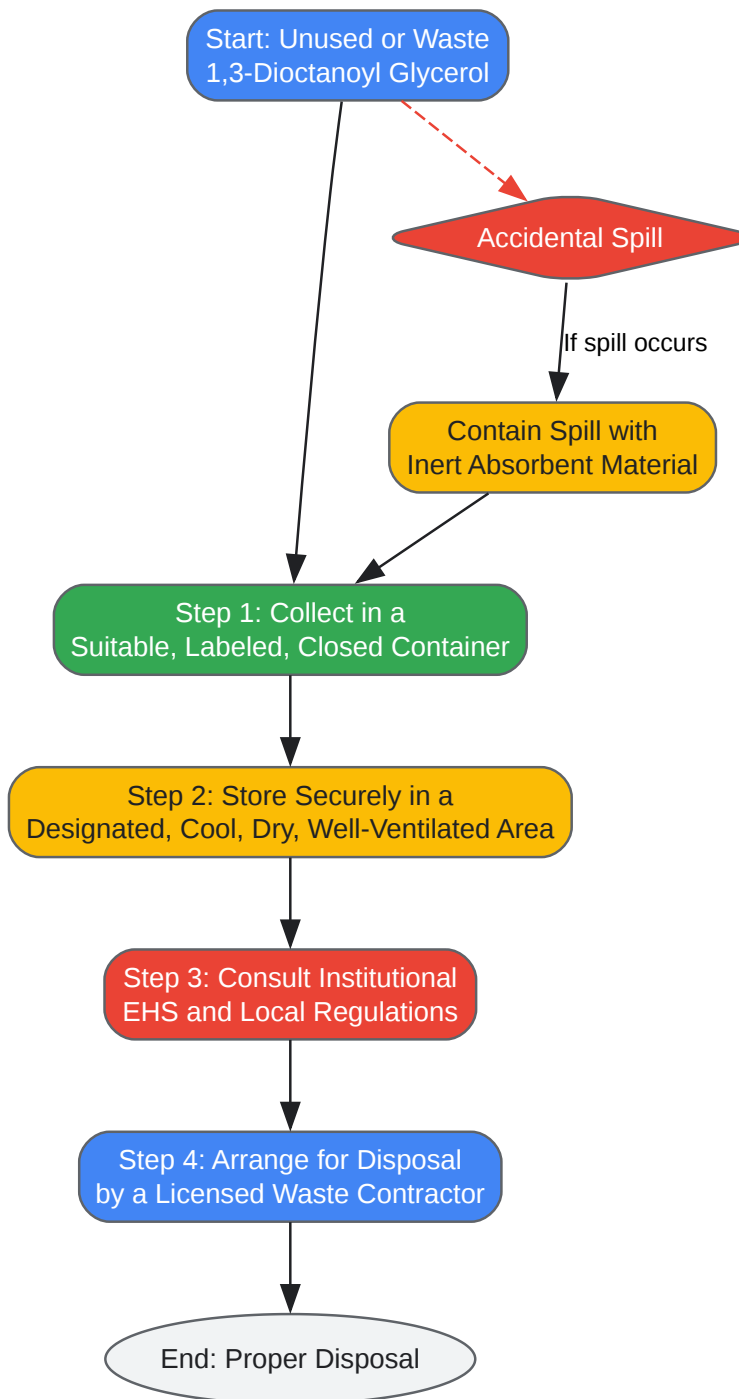 Start: Unused or Waste
1,3-Dioctanoyl Glycerol
Accidental Spill
If spill occurs
Contain Spill with
Inert Absorbent Material
Step 1: Collect in a
Suitable, Labeled, Closed Container
Step 2: Store Securely in a
Designated, Cool, Dry, Well-Ventilated Area
Step 3: Consult Institutional
EHS and Local Regulations
Step 4: Arrange for Disposal
by a Licensed Waste Contractor
End: Proper Disposal